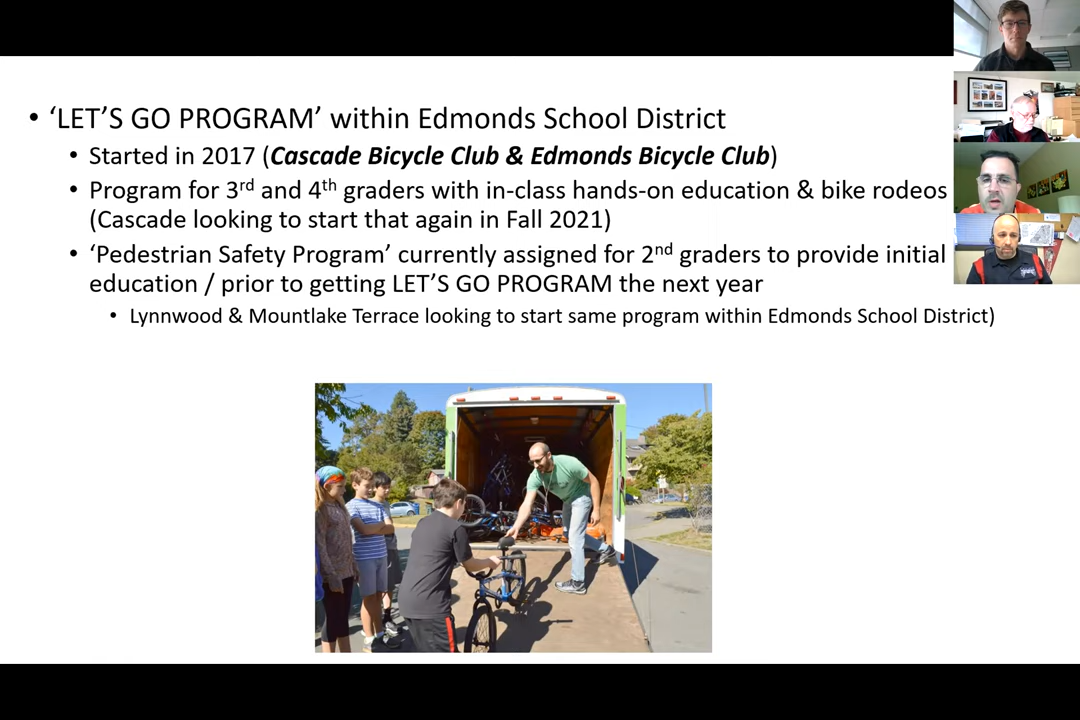 • ‘LET’S GO PROGRAM’ within Edmonds School District
• Started in 2017 (Cascade Bicycle Club & Edmonds Bicycle Club)
• Program for 3rd and 4th graders with in-class hands-on education & bike rodeos
(Cascade looking to start that again in Fall 2021)
• ‘Pedestrian Safety Program’ currently assigned for 2nd graders to provide initial
education / prior to getting LET’S GO PROGRAM the next year
• Lynnwood & Mountlake Terrace looking to start same program within Edmonds School District)